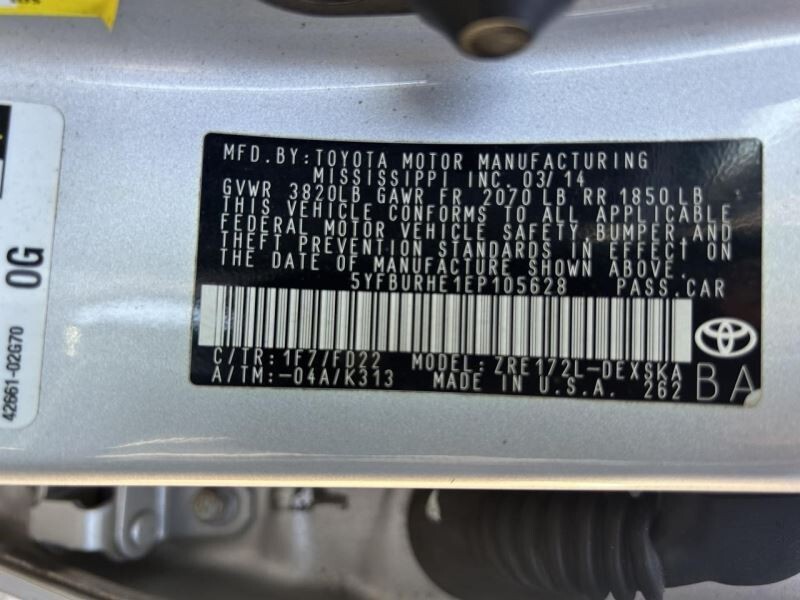 MFD.BY:TOYOTA MOTOR MANUFACTURING
MISSISSIPPI INC. 03/14
GVWR 3820LB GAWR FR 2070 LB RR 1850 LB
THIS VEHICLE CONFORMS TO ALL APPLICABLE
FEDERAL MOTOR VEHICLE SAFETY, BUMPER, AND
THEFT PREVENTION STANDARDS IN EFFECT ON
THE DATE OF MANUFACTURE SHOWN ABOVE.
5YFBURHE1EP105628 PASS.CAR
C/TR:1F7/FD22 MODEL:ZRE172L-DEXSKA
A/TM:-04A/K313 MADE IN U.S.A. 262
BA
0G
42661-02G70